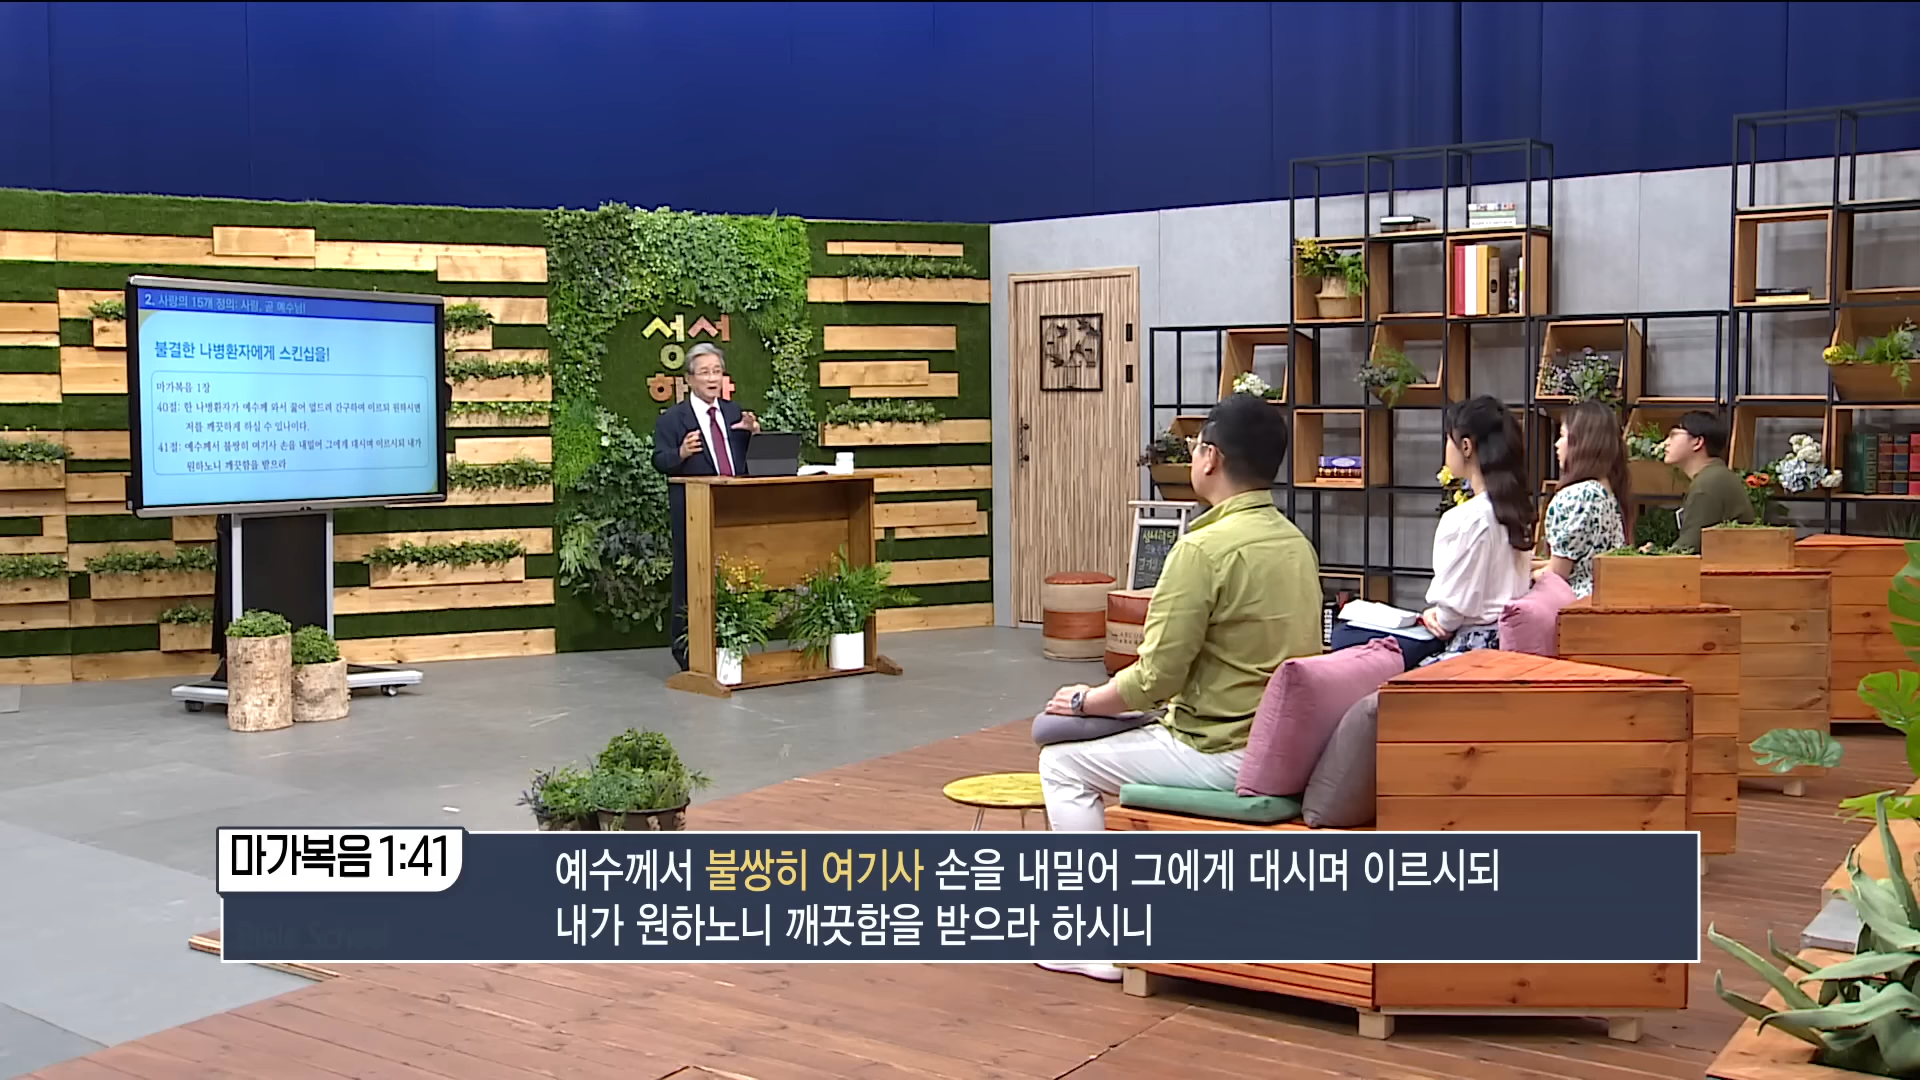 2. 사랑의 15개 정의: 사람, 곧 예수님!
불결한 나병환자에게 스킨십을!
마가복음 1장
40절: 한 나병환자가 예수께 와서 꿇어 엎드려 간구하여 이르되 원하시면
저를 깨끗하게 하실 수 있나이다.
41절: 예수께서 불쌍히 여기사 손을 내밀어 그에게 대시며 이르시되 내가
원하노니 깨끗함을 받으라
성서
마가복음 1:41
예수께서 불쌍히 여기사 손을 내밀어 그에게 대시며 이르시되
내가 원하노니 깨끗함을 받으라 하시니